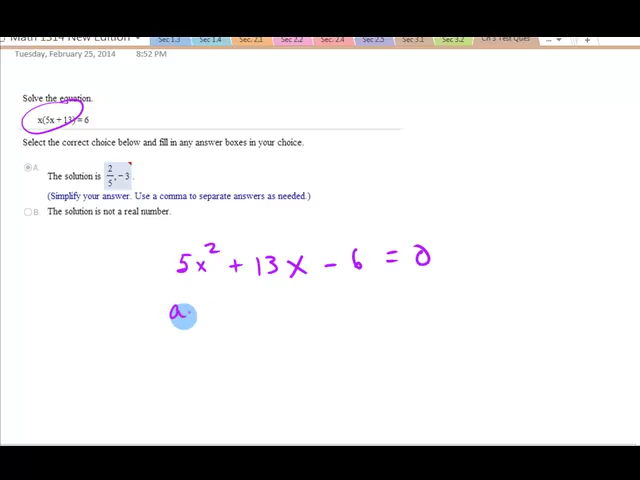 Math 1314 New Edition
Sec 1.3 Sec 1.4 Sec 2.1 Sec 2.2 Sec 2.4 Sec 2.5 Sec 3.1 Sec 3.2 Ch 3 Test Ques
Tuesday, February 25, 2014 8:52 PM
Solve the equation.
x(5x + 13) = 6
Select the correct choice below and fill in any answer boxes in your choice.
A. The solution is 2/5, −3.
(Simplify your answer. Use a comma to separate answers as needed.)
B. The solution is not a real number.
5x² + 13x − 6 = 0
a.